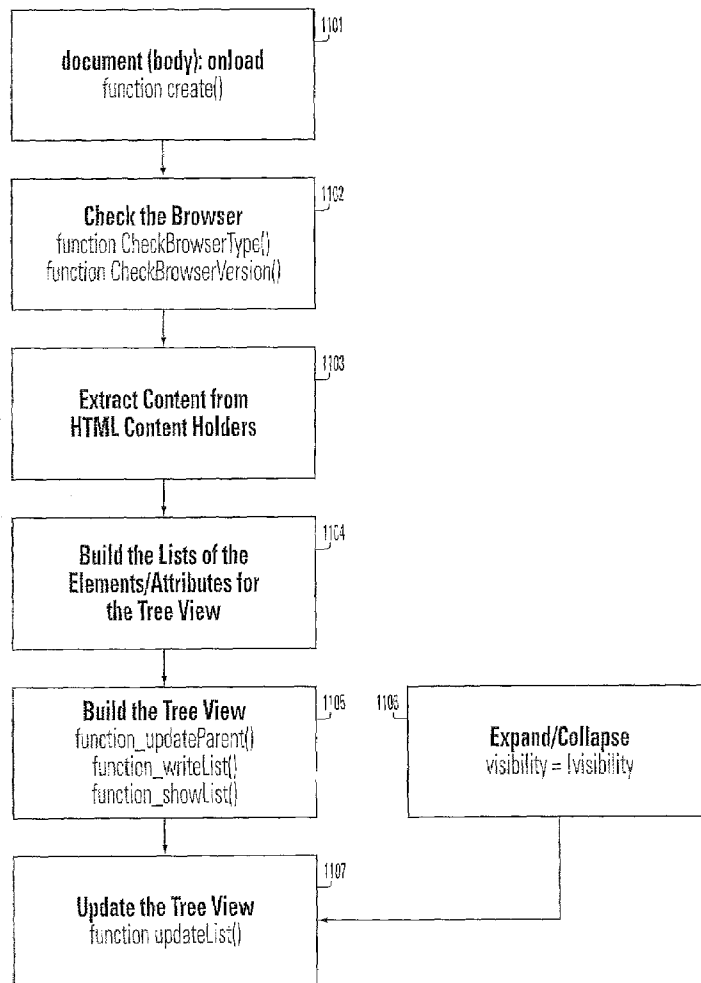 1101
document (body): onload
function create()
1102
Check the Browser
function CheckBrowserType()
function CheckBrowserVersion()
1103
Extract Content from
HTML Content Holders
1104
Build the Lists of the
Elements/Attributes for
the Tree View
1105
Build the Tree View
function_updateParent()
function_writeList()
function_showList()
1106
Expand/Collapse
visibility = !visibility
1107
Update the Tree View
function updateList()